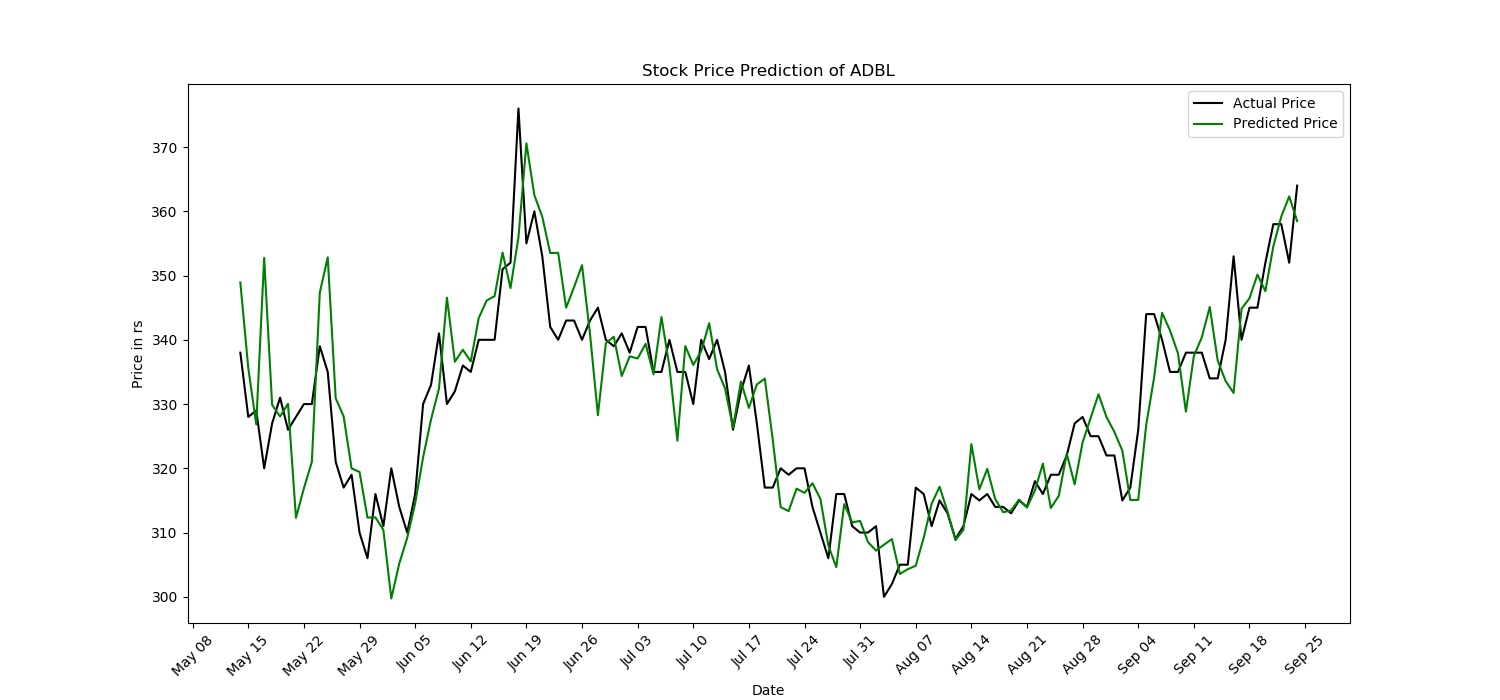 Stock Price Prediction of ADBL
Actual Price
Predicted Price
Price in rs
370
360
350
340
330
320
310
300
May 08
May 15
May 22
May 29
Jun 05
Jun 12
Jun 19
Jun 26
Jul 03
Jul 10
Jul 17
Jul 24
Jul 31
Aug 07
Aug 14
Aug 21
Aug 28
Sep 04
Sep 11
Sep 18
Sep 25
Date